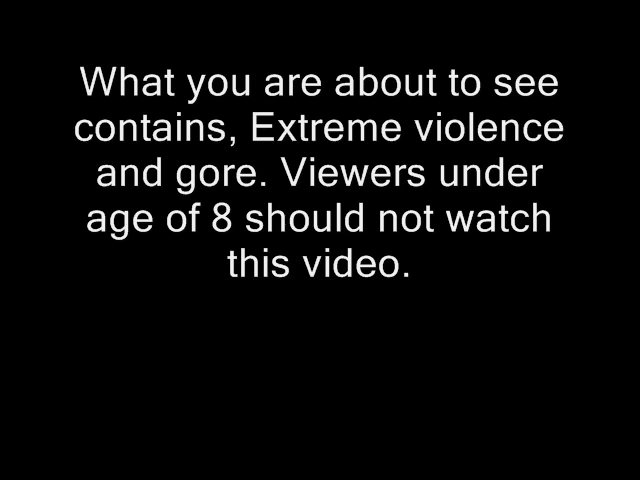 What you are about to see
contains, Extreme violence
and gore. Viewers under
age of 8 should not watch
this video.